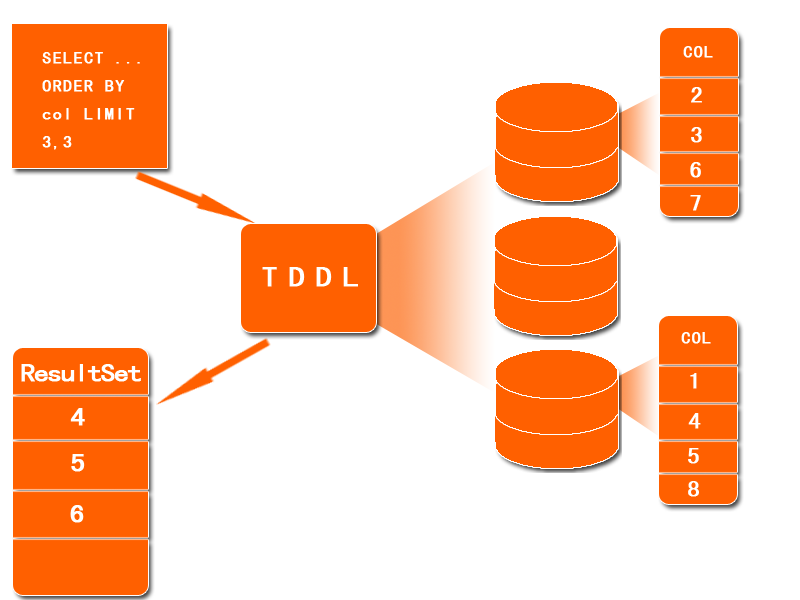 SELECT ...
ORDER BY
col LIMIT
3,3
TDDL
ResultSet
4
5
6
COL
2
3
6
7
COL
1
4
5
8